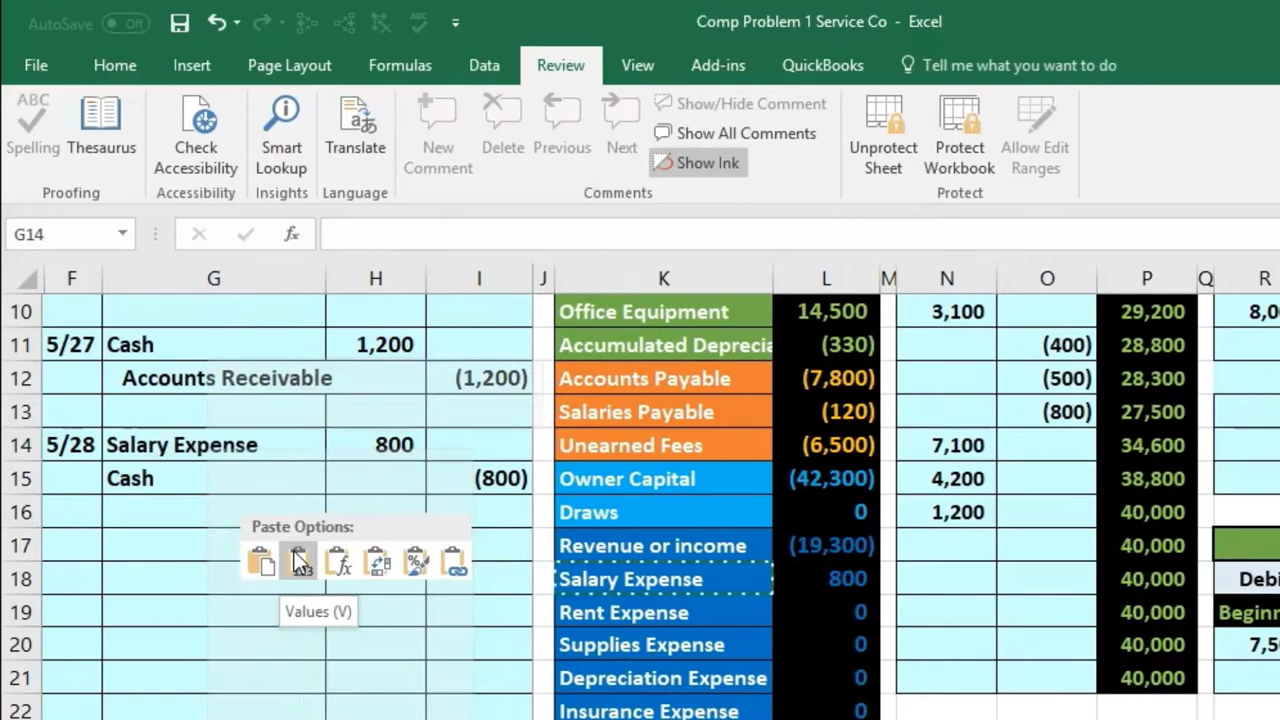 AutoSave Off Comp Problem 1 Service Co - Excel
File Home Insert Page Layout Formulas Data Review View Add-ins QuickBooks Tell me what you want to do
ABC
Spelling Thesaurus Check Accessibility Smart Lookup Translate New Comment Delete Previous Next Show/Hide Comment
Show All Comments
Show Ink
Unprotect Sheet Protect Workbook Allow Edit Ranges
Proofing Accessibility Insights Language Comments Protect
G14 fx
F G H I J K L M N O P Q R
10 Office Equipment 14,500 3,100 29,200
11 5/27 Cash 1,200 Accumulated Deprecia (330) (400) 28,800
12 Accounts Receivable (1,200) Accounts Payable (7,800) (500) 28,300
13 Salaries Payable (120) (800) 27,500
14 5/28 Salary Expense 800 Unearned Fees (6,500) 7,100 34,600
15 Cash (800) Owner Capital (42,300) 4,200 38,800
16 Draws 0 1,200 40,000
Paste Options:
17 Revenue or income (19,300) 40,000
18 Salary Expense 800 40,000 Debi
Values (V)
19 Rent Expense 0 40,000 Beginn
20 Supplies Expense 0 40,000
21 Depreciation Expense 0 40,000
22 Insurance Expense 0